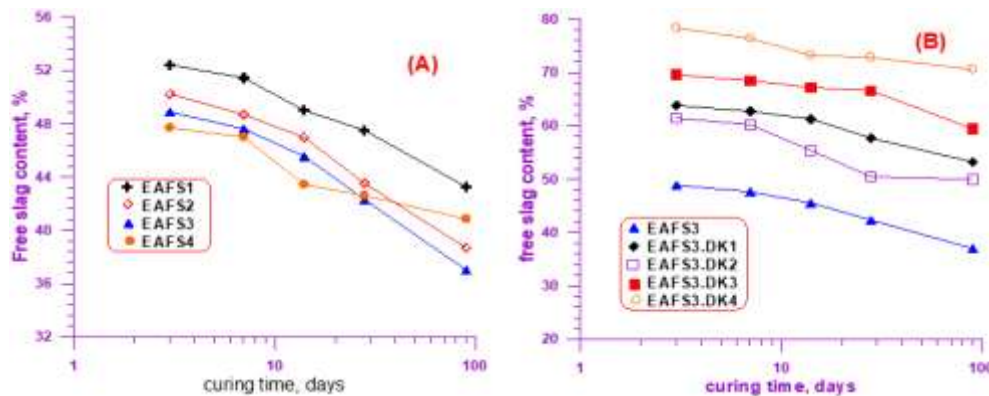 56
52
48
44
40
36
32
Free slag content, %
(A)
EAFS1
EAFS2
EAFS3
EAFS4
1
10
100
curing time, days
80
70
60
50
40
30
20
free slag content, %
(B)
EAFS3
EAFS3.DK1
EAFS3.DK2
EAFS3.DK3
EAFS3.DK4
1
10
100
curing time, days